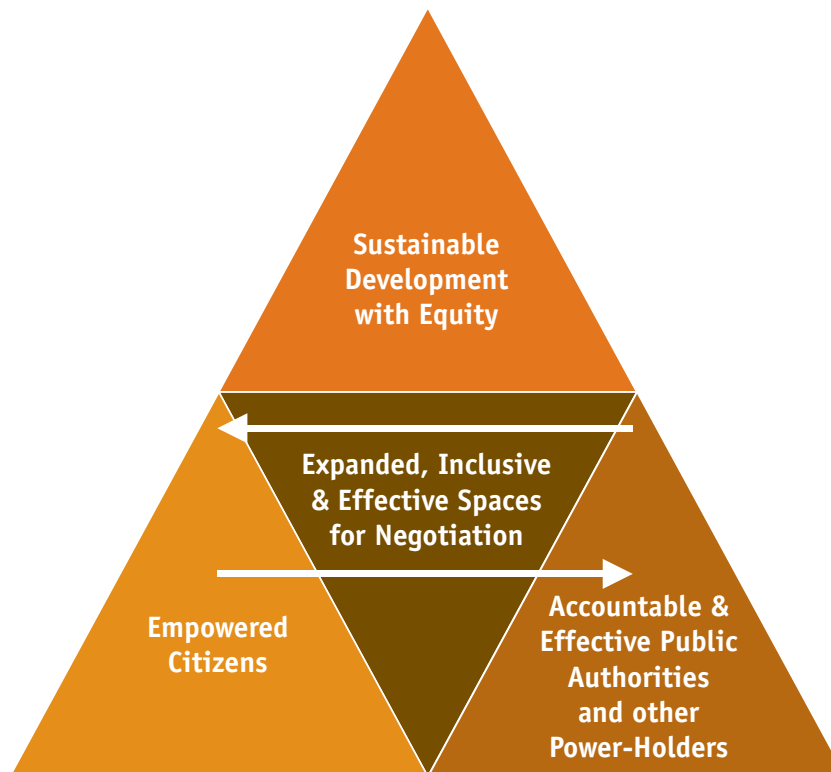 Sustainable
Development
with Equity
Expanded, Inclusive
& Effective Spaces
for Negotiation
Empowered
Citizens
Accountable &
Effective Public
Authorities
and other
Power-Holders